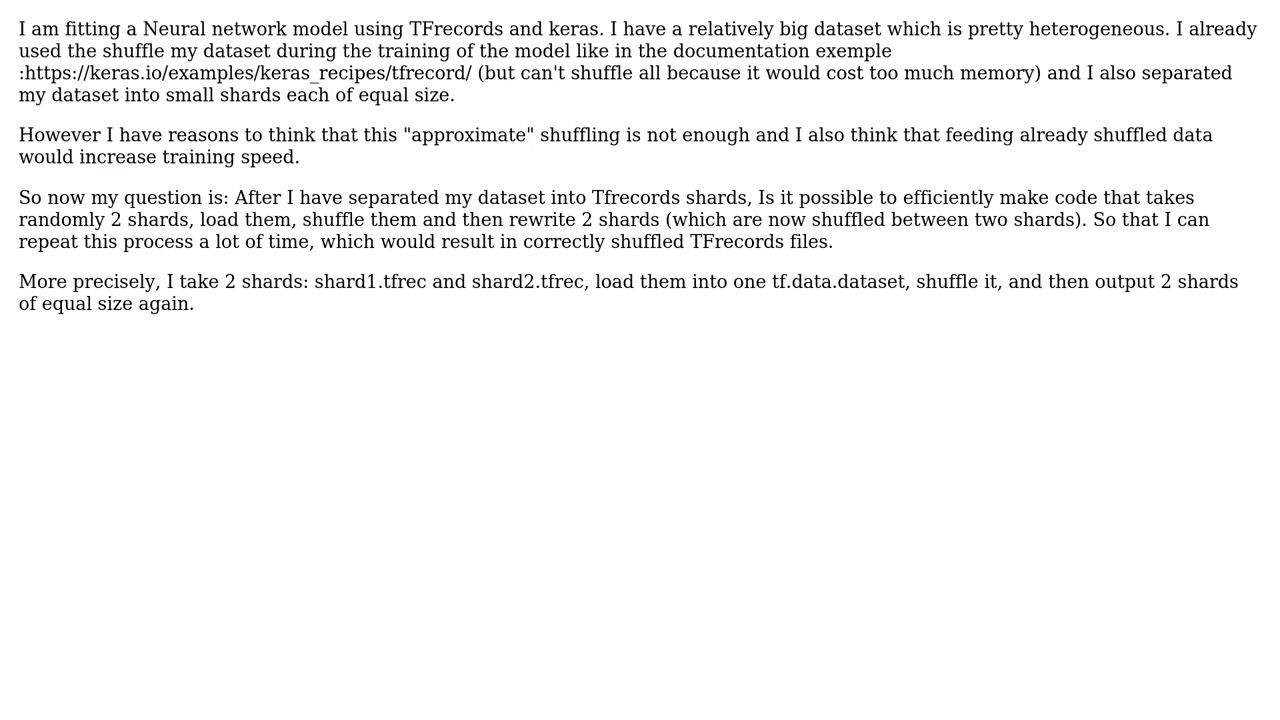 I am fitting a Neural network model using TFrecords and keras. I have a relatively big dataset which is pretty heterogeneous. I already
used the shuffle my dataset during the training of the model like in the documentation exemple
:https://keras.io/examples/keras_recipes/tfrecord/ (but can't shuffle all because it would cost too much memory) and I also separated
my dataset into small shards each of equal size.
However I have reasons to think that this "approximate" shuffling is not enough and I also think that feeding already shuffled data
would increase training speed.
So now my question is: After I have separated my dataset into Tfrecords shards, Is it possible to efficiently make code that takes
randomly 2 shards, load them, shuffle them and then rewrite 2 shards (which are now shuffled between two shards). So that I can
repeat this process a lot of time, which would result in correctly shuffled TFrecords files.
More precisely, I take 2 shards: shard1.tfrec and shard2.tfrec, load them into one tf.data.dataset, shuffle it, and then output 2 shards
of equal size again.